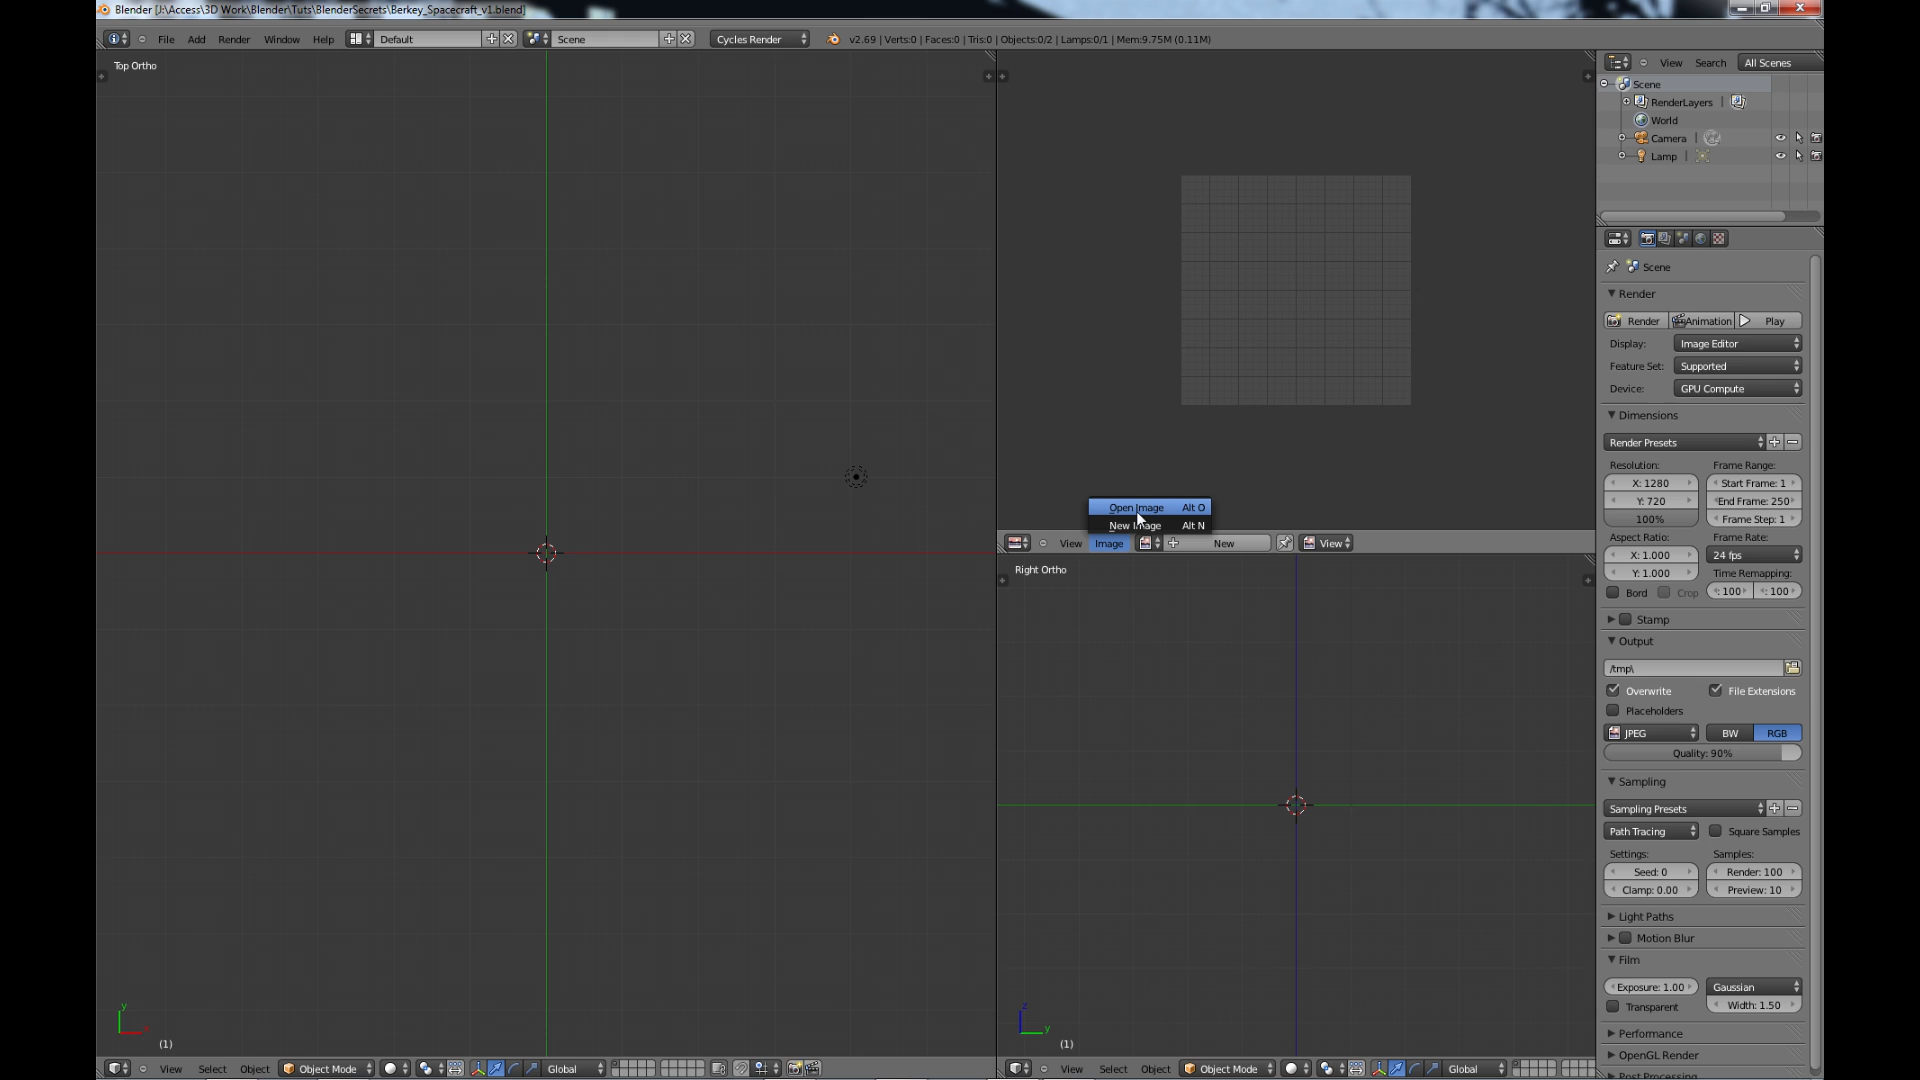 Blender [J:\Access\3D Work\Blender\Tuts\BlenderSecrets\Berkey_Spacecraft_v1.blend]
File Add Render Window Help Default Scene Cycles Render v2.69 | Verts:0 | Faces:0 | Tris:0 | Objects:0/2 | Lamps:0/1 | Mem:9.75M (0.11M)
Top Ortho
View Search All Scenes
Scene
RenderLayers |
World
Camera |
Lamp |
Scene
Render
Render Animation Play
Display: Image Editor
Feature Set: Supported
Device: GPU Compute
Dimensions
Render Presets
Resolution: Frame Range:
X: 1280 Start Frame: 1
Y: 720 End Frame: 250
100% Frame Step: 1
Aspect Ratio: Frame Rate:
X: 1.000 24 fps
Y: 1.000 Time Remapping:
Bord Crop : 100 : 100
Stamp
Output
/tmp\
Overwrite File Extensions
Placeholders
JPEG BW RGB
Quality: 90%
Sampling
Sampling Presets
Path Tracing Square Samples
Settings: Samples:
Seed: 0 Render: 100
Clamp: 0.00 Preview: 10
Light Paths
Motion Blur
Film
Exposure: 1.00 Gaussian
Transparent Width: 1.50
Performance
OpenGL Render
Post Processing
Open Image Alt O
New Image Alt N
View Image New View
Right Ortho
y
(1)
z
y
(1)
View Select Object Object Mode Global
View Select Object Object Mode Global